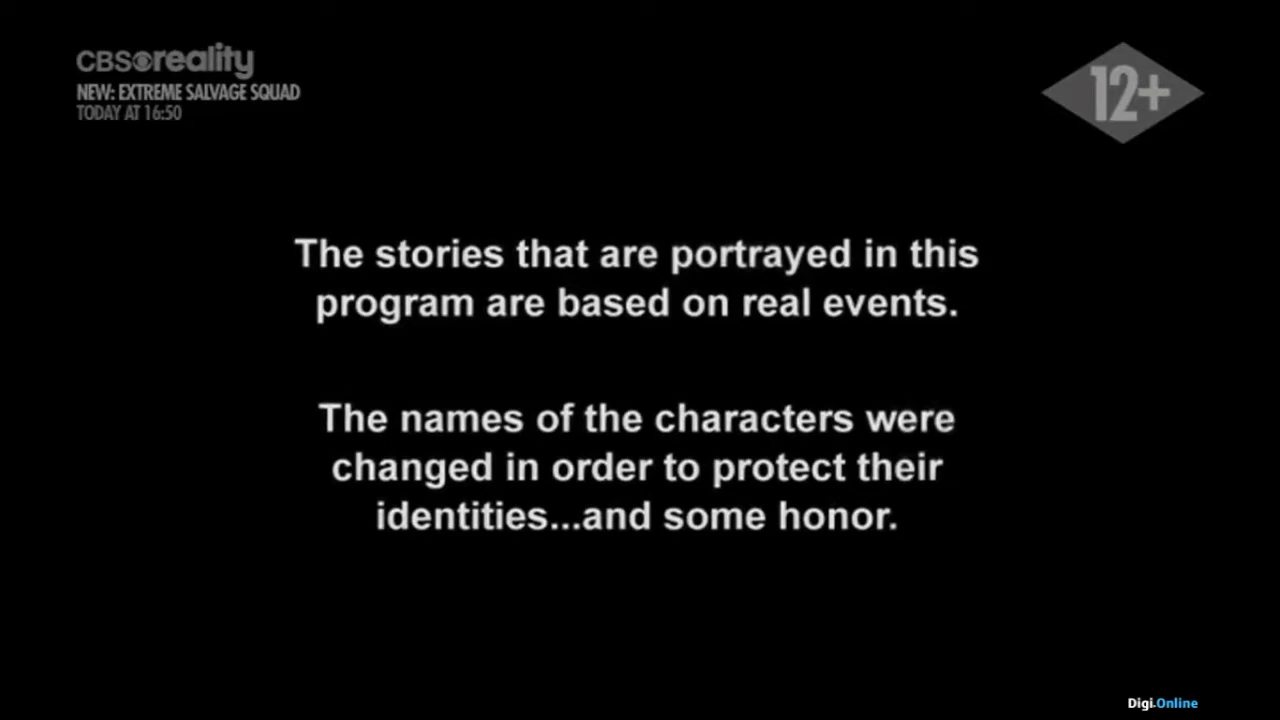 CBS reality
NEW: EXTREME SALVAGE SQUAD
TODAY AT 16:50
12+
The stories that are portrayed in this
program are based on real events.
The names of the characters were
changed in order to protect their
identities...and some honor.
Digi.Online